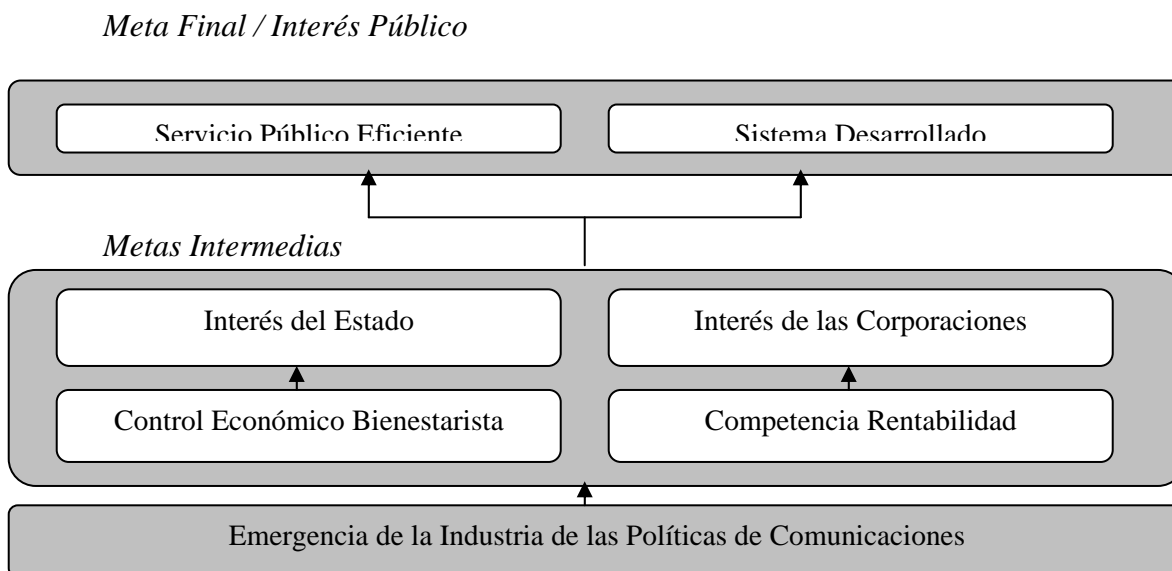 Meta Final / Interés Público
Servicio Público Eficiente
Sistema Desarrollado
Metas Intermedias
Interés del Estado
Interés de las Corporaciones
Control Económico Bienestarista
Competencia Rentabilidad
Emergencia de la Industria de las Políticas de Comunicaciones